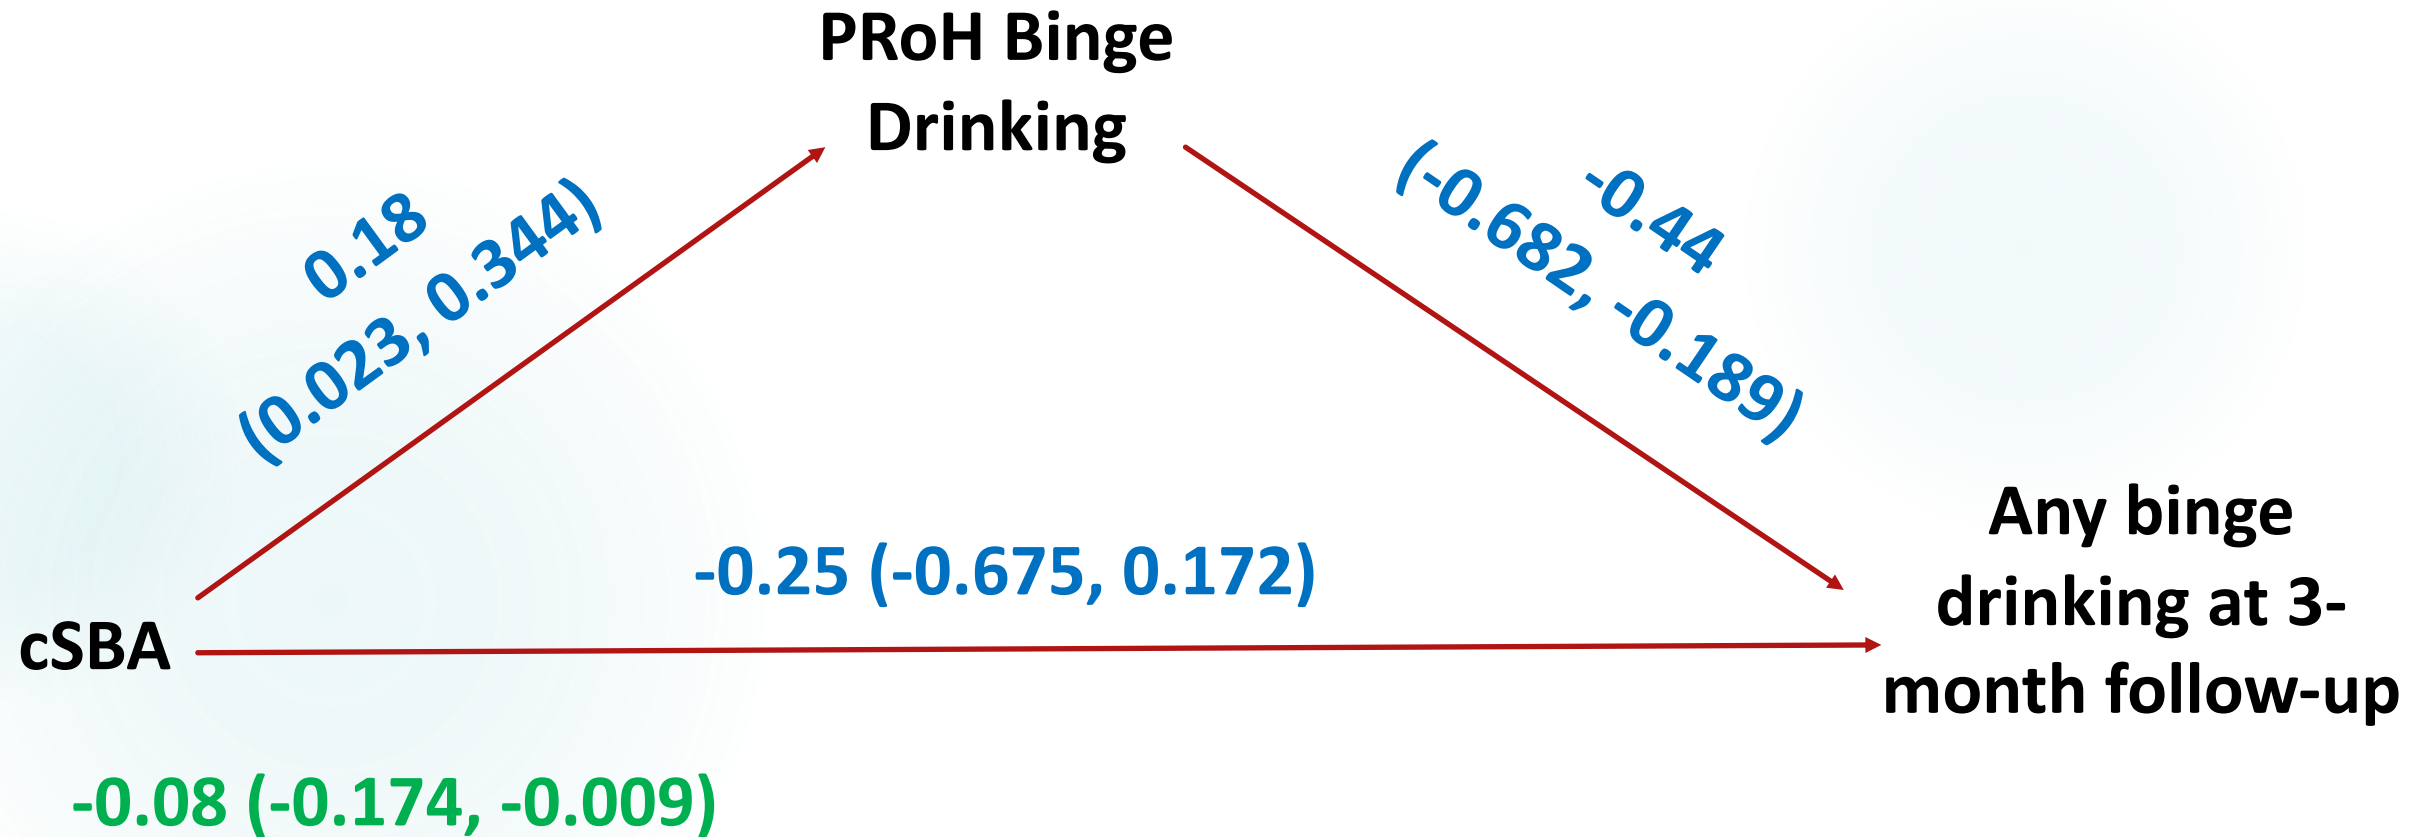 PRoH Binge
Drinking
0.18
(0.023, 0.344)
-0.44
(-0.682, -0.189)
-0.25 (-0.675, 0.172)
cSBA
Any binge
drinking at 3-
month follow-up
-0.08 (-0.174, -0.009)